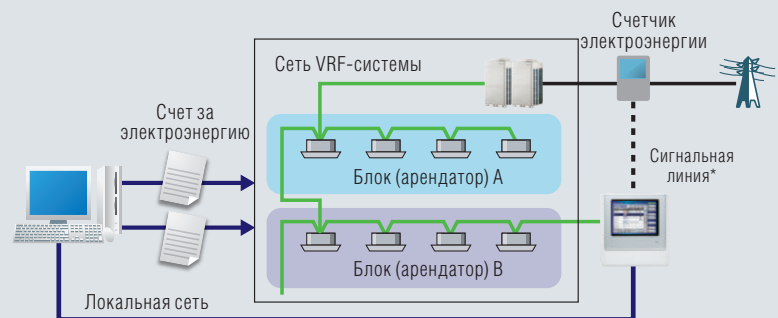 Счетчик
электроэнергии
Сеть VRF-системы
Счет за
электроэнергию
Блок (арендатор) A
Сигнальная
линия*
Блок (арендатор) B
Локальная сеть